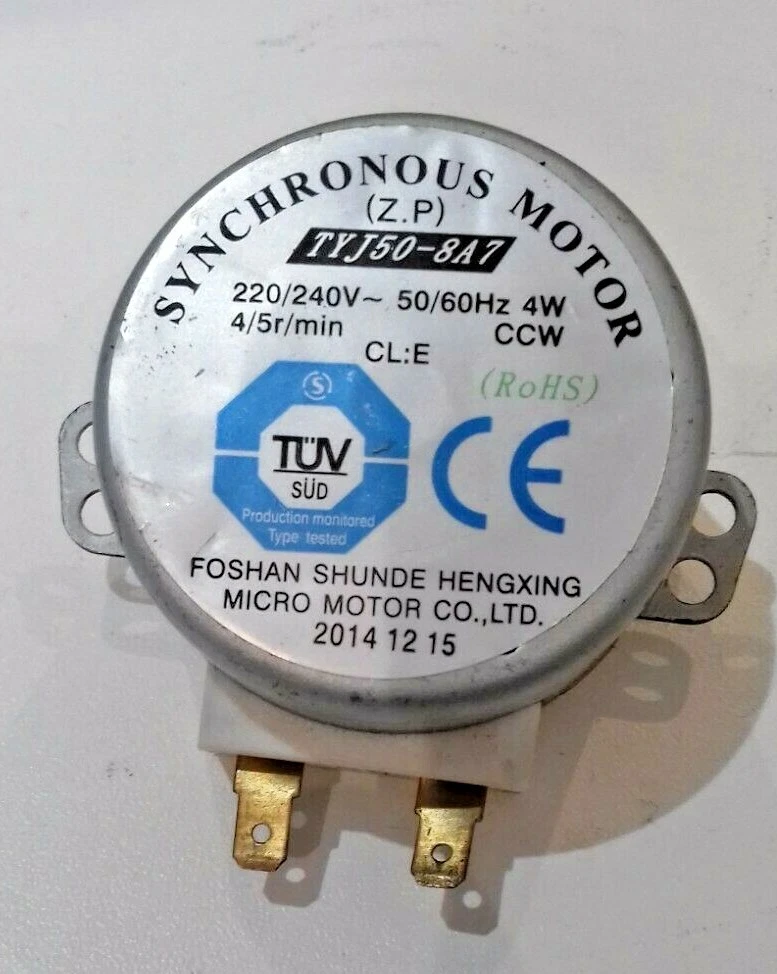 SYNCHRONOUS MOTOR
(Z.P)
TYJ50-8A7
220/240V~ 50/60Hz 4W
4/5r/min CCW
CL:E
(RoHS)
S
TÜV
SÜD
CE
Production monitored
Type tested
FOSHAN SHUNDE HENGXING
MICRO MOTOR CO.,LTD.
2014 12 15